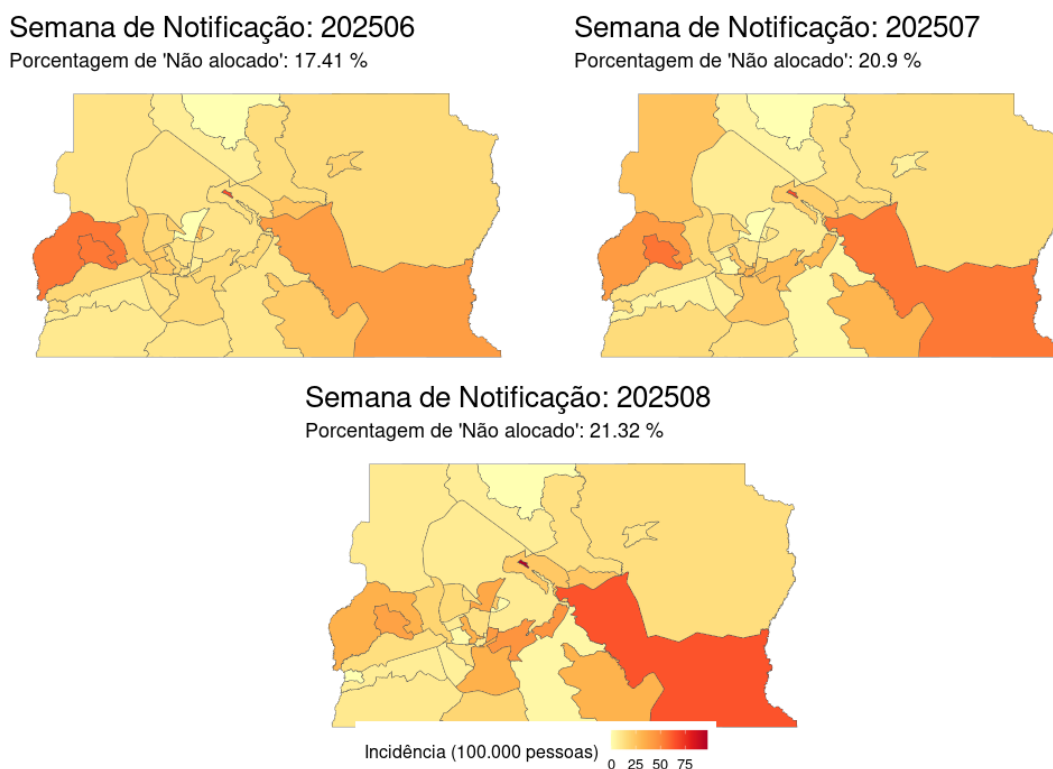 Semana de Notificação: 202506
Porcentagem de 'Não alocado': 17.41 %
Semana de Notificação: 202507
Porcentagem de 'Não alocado': 20.9 %
Semana de Notificação: 202508
Porcentagem de 'Não alocado': 21.32 %
Incidência (100.000 pessoas)
0 25 50 75